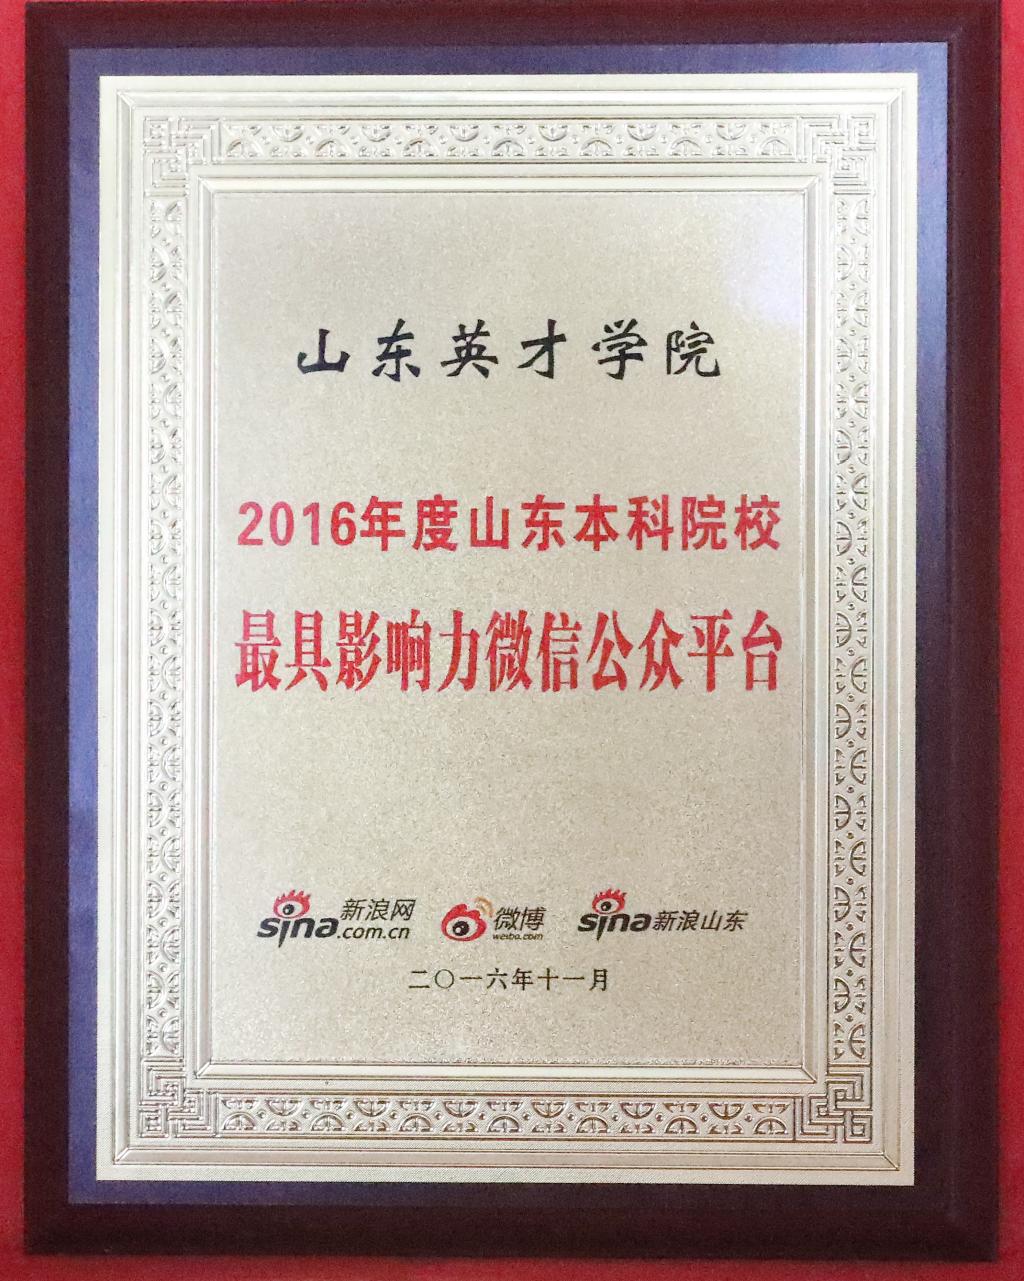 山东英才学院
2016年度山东本科院校
最具影响力微信公众平台
sina新浪网
.com.cn
微博
weibo.com
sina新浪山东
二〇一六年十一月